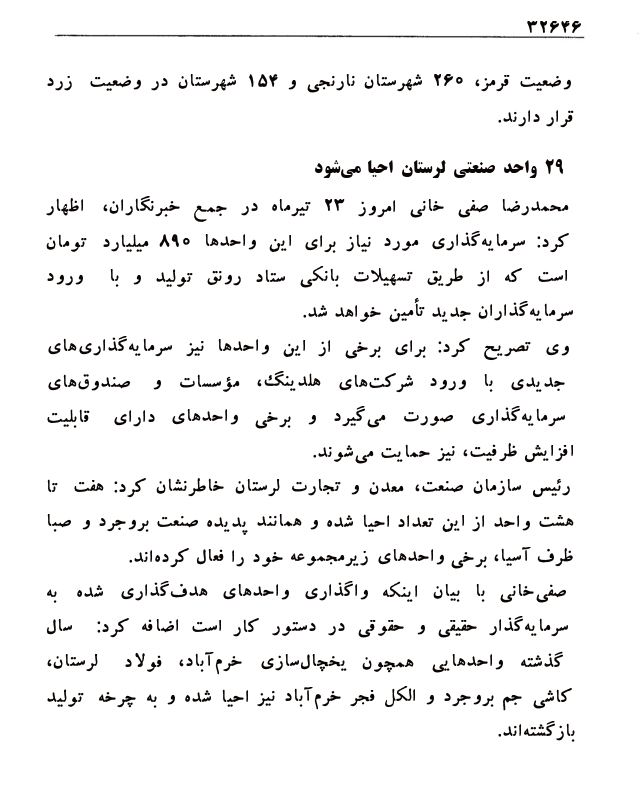 ۳۲۶۴۶
وضعیت قرمز، ۲۶۰ شهرستان نارنجی و ۱۵۴ شهرستان در وضعیت زرد
قرار دارند.
۲۹ واحد صنعتی لرستان احیا می‌شود
محمدرضا صفی خانی امروز ۲۳ تیرماه در جمع خبرنگاران، اظهار
کرد: سرمایه‌گذاری مورد نیاز برای این واحدها ۸۹۰ میلیارد تومان
است که از طریق تسهیلات بانکی ستاد رونق تولید و با ورود
سرمایه‌گذاران جدید تأمین خواهد شد.
وی تصریح کرد: برای برخی از این واحدها نیز سرمایه‌گذاری‌های
جدیدی با ورود شرکت‌های هلدینگ، مؤسسات و صندوق‌های
سرمایه‌گذاری صورت می‌گیرد و برخی واحدهای دارای قابلیت
افزایش ظرفیت، نیز حمایت می‌شوند.
رئیس سازمان صنعت، معدن و تجارت لرستان خاطرنشان کرد: هفت تا
هشت واحد از این تعداد احیا شده و همانند پدیده صنعت بروجرد و صبا
ظرف آسیا، برخی واحدهای زیرمجموعه خود را فعال کرده‌اند.
صفی‌خانی با بیان اینکه واگذاری واحدهای هدف‌گذاری شده به
سرمایه‌گذار حقیقی و حقوقی در دستور کار است اضافه کرد: سال
گذشته واحدهایی همچون یخچال‌سازی خرم‌آباد، فولاد لرستان،
کاشی جم بروجرد و الکل فجر خرم‌آباد نیز احیا شده و به چرخه تولید
بازگشته‌اند.